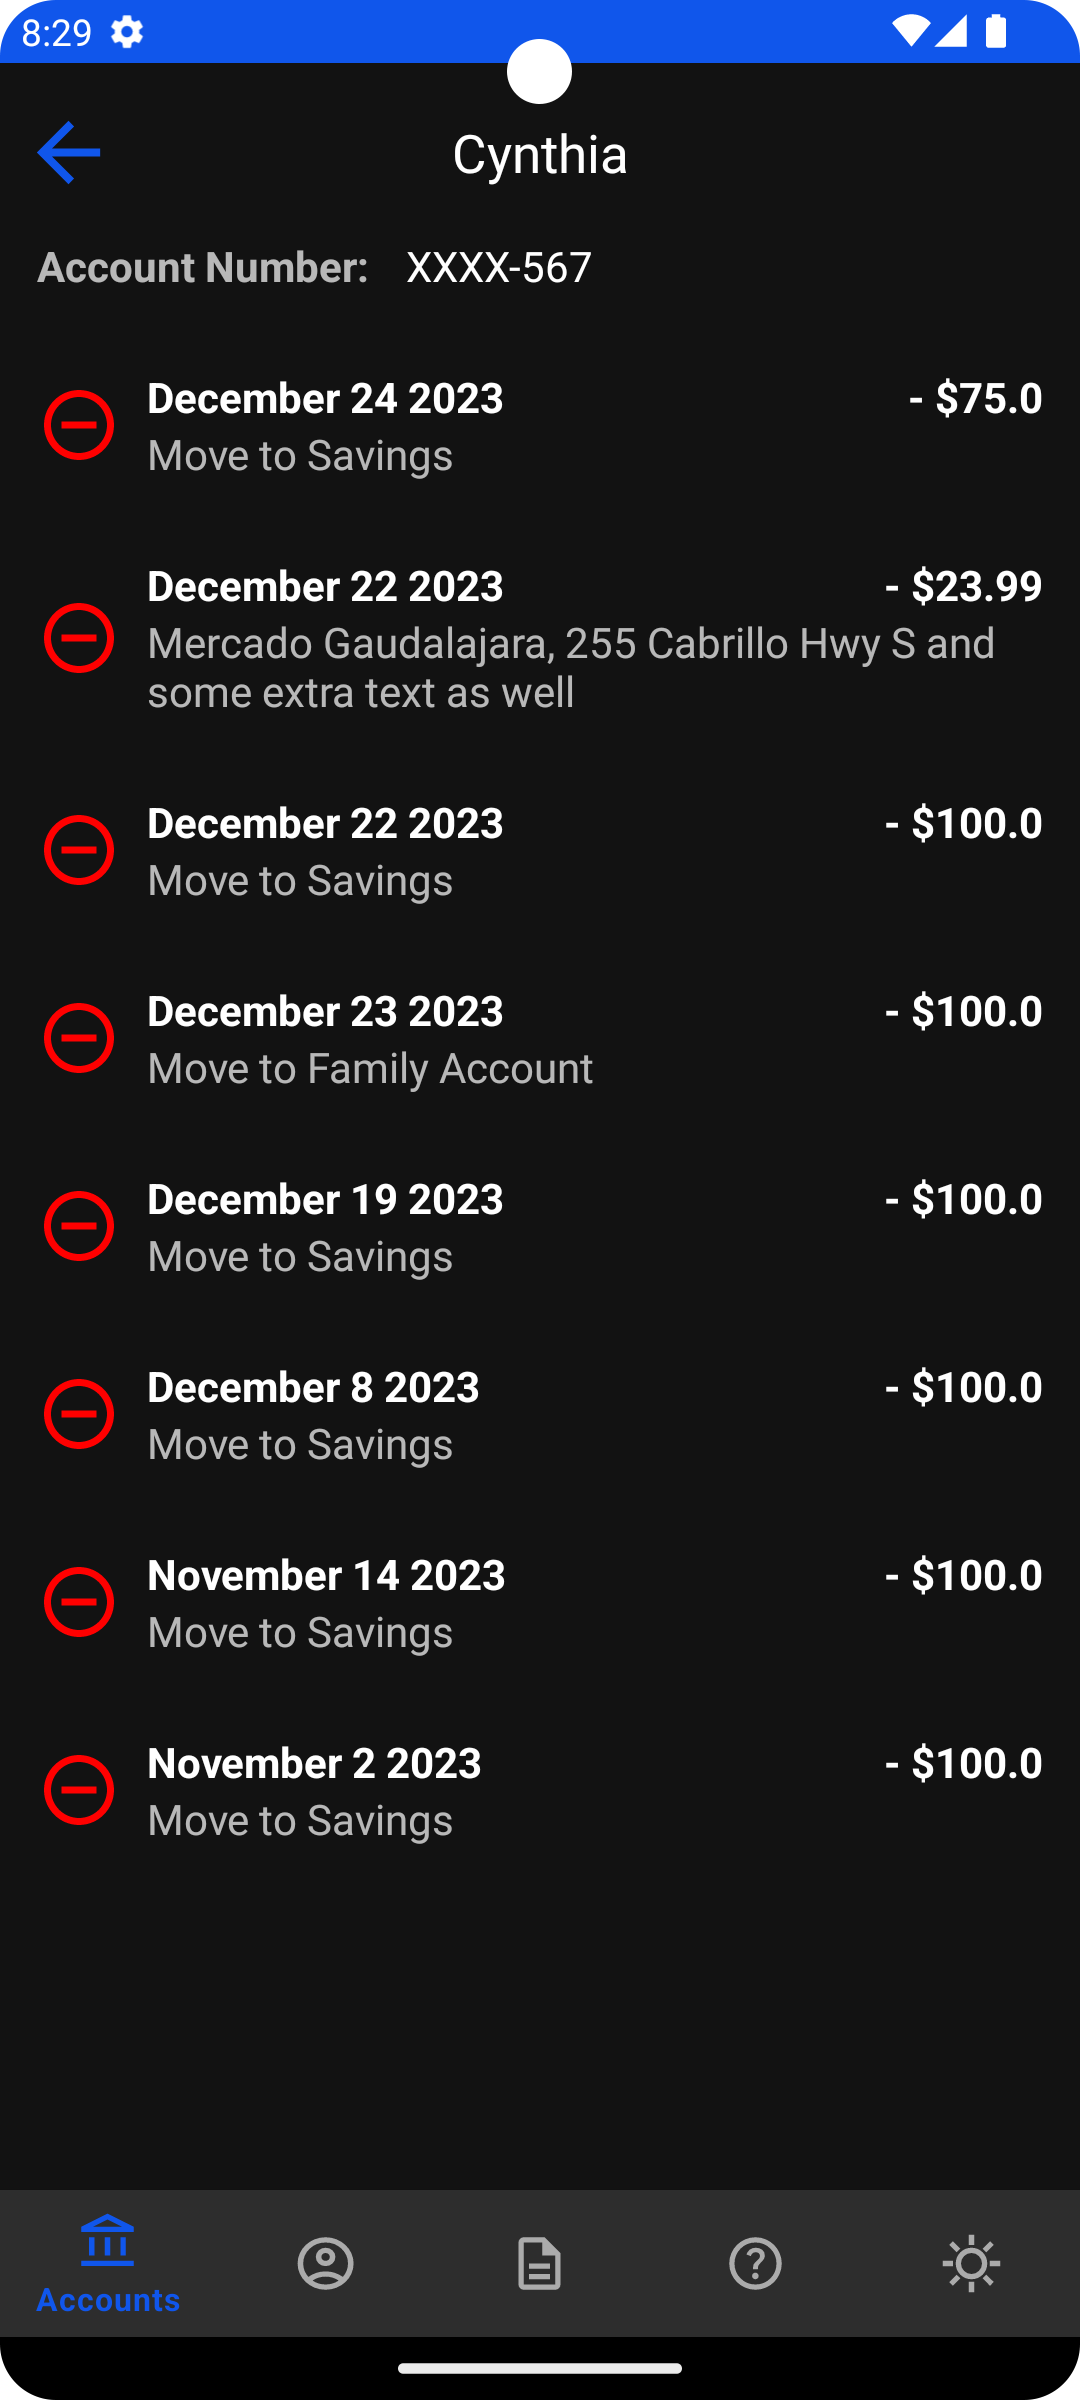 8:29
Cynthia
Account Number: XXXX-567
December 24 2023 - $75.0
Move to Savings
December 22 2023 - $23.99
Mercado Gaudalajara, 255 Cabrillo Hwy S and
some extra text as well
December 22 2023 - $100.0
Move to Savings
December 23 2023 - $100.0
Move to Family Account
December 19 2023 - $100.0
Move to Savings
December 8 2023 - $100.0
Move to Savings
November 14 2023 - $100.0
Move to Savings
November 2 2023 - $100.0
Move to Savings
Accounts